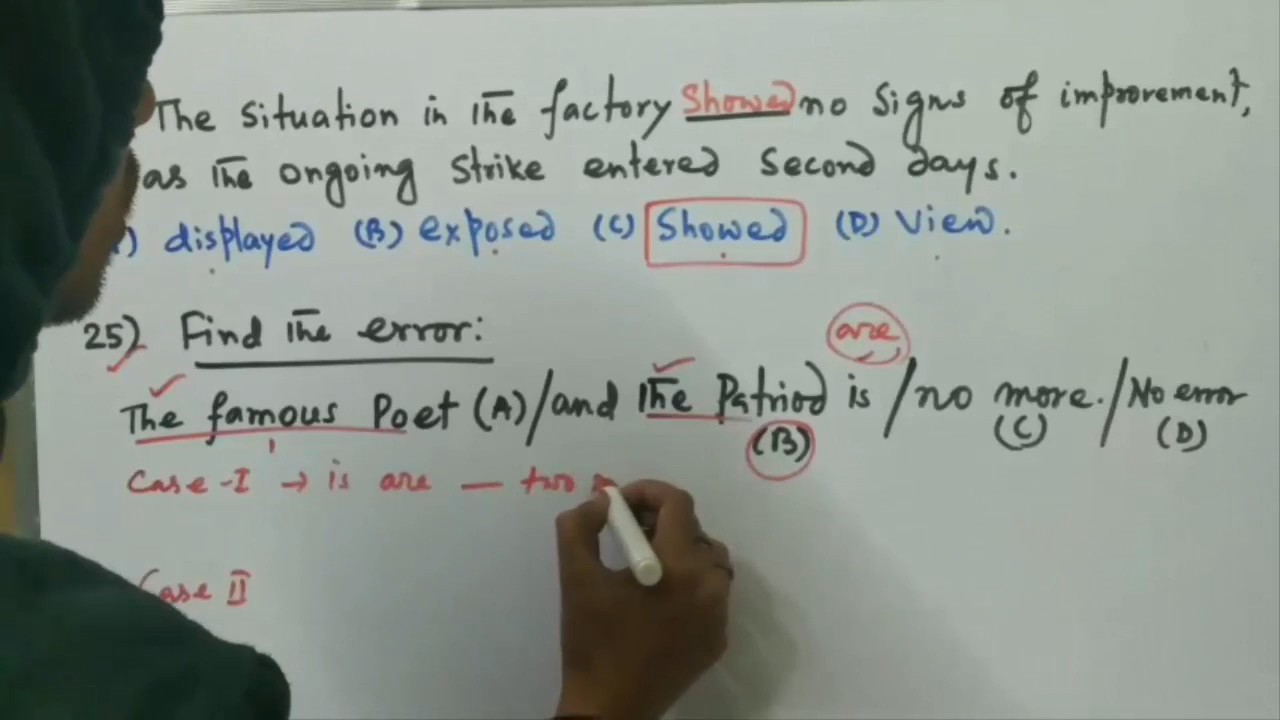 The Situation in the factory Showed no Signs of improvement,
as the ongoing Strike entered Second days.
displayed (B) exposed (C) Showed (D) View.
25) Find the error:
are
The famous Poet (A)/and the Patriod is /no more. / No error
(B) (C) (D)
Case-I → is are — two
Case II